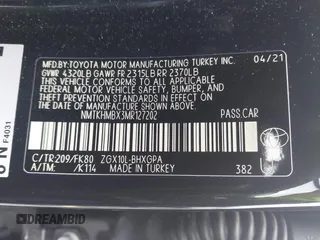 MFD.BY:TOYOTA MOTOR MANUFACTURING TURKEY INC.
GVWR 4320LB GAWR FR 2315LB RR 2370LB 04/21
THIS VEHICLE CONFORMS TO ALL APPLICABLE
FEDERAL MOTOR VEHICLE SAFETY AND
THEFT PREVENTION STANDARDS IN EFFECT ON
THE DATE OF MANUFACTURE SHOWN ABOVE.
NMTKHMBX3MR127202 PASS.CAR
C/TR:209/FK80 ZGX10L-BHXGPA
A/TM: /K114 MADE IN TURKEY 382
F4031
DREAMBID